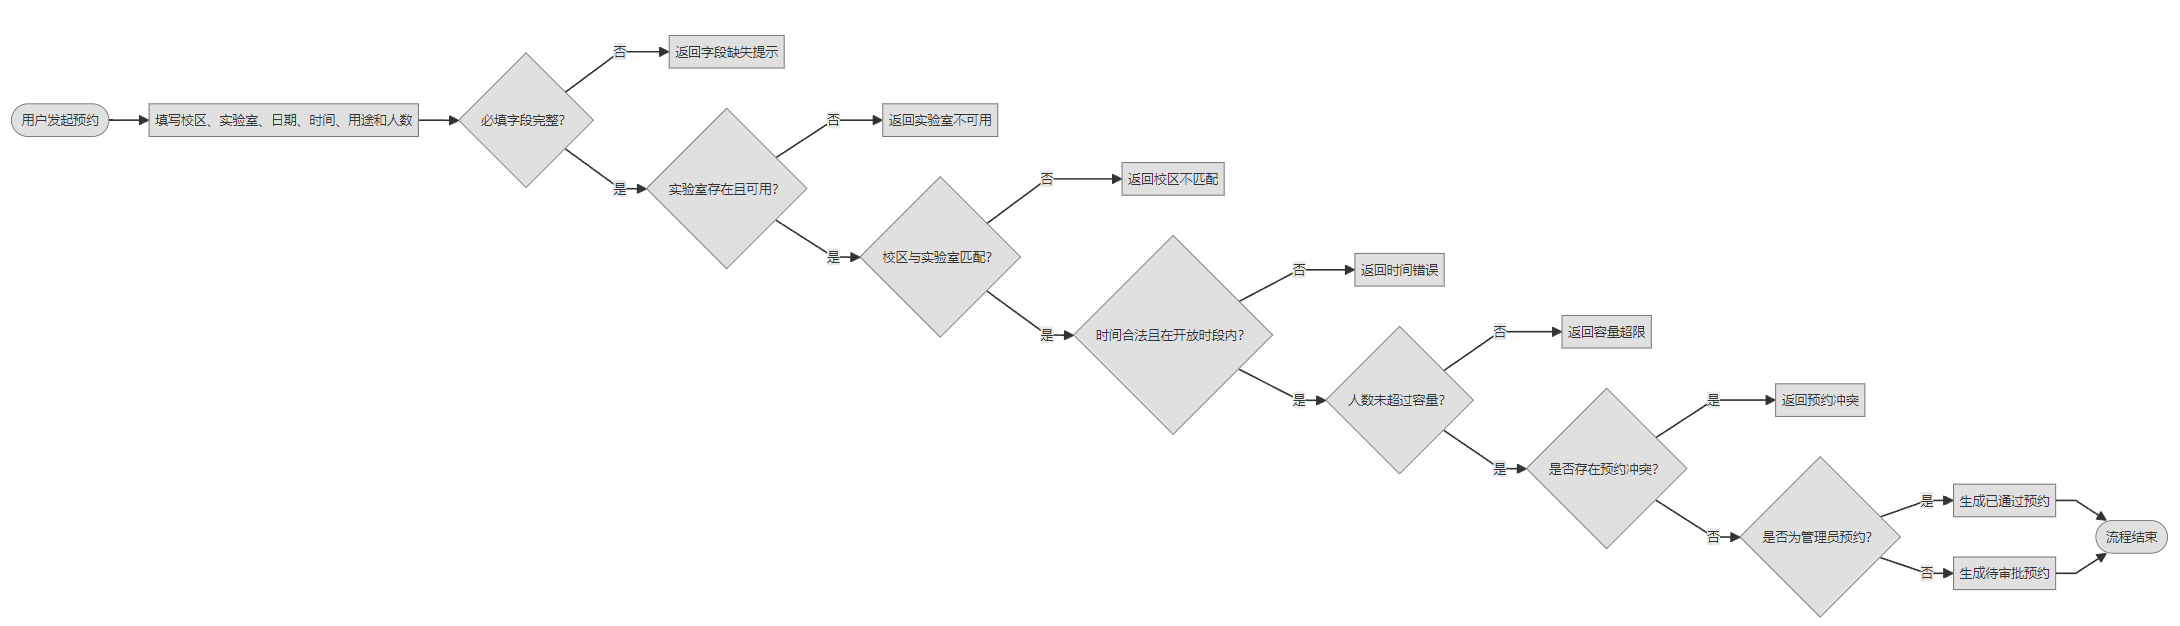 用户发起预约
填写校区、实验室、日期、时间、用途和人数
必填字段完整？
否
返回字段缺失提示
是
实验室存在且可用？
否
返回实验室不可用
是
校区与实验室匹配？
否
返回校区不匹配
是
时间合法且在开放时段内？
否
返回时间错误
是
人数未超过容量？
否
返回容量超限
是
是否存在预约冲突？
是
返回预约冲突
否
是否为管理员预约？
是
生成已通过预约
否
生成待审批预约
流程结束